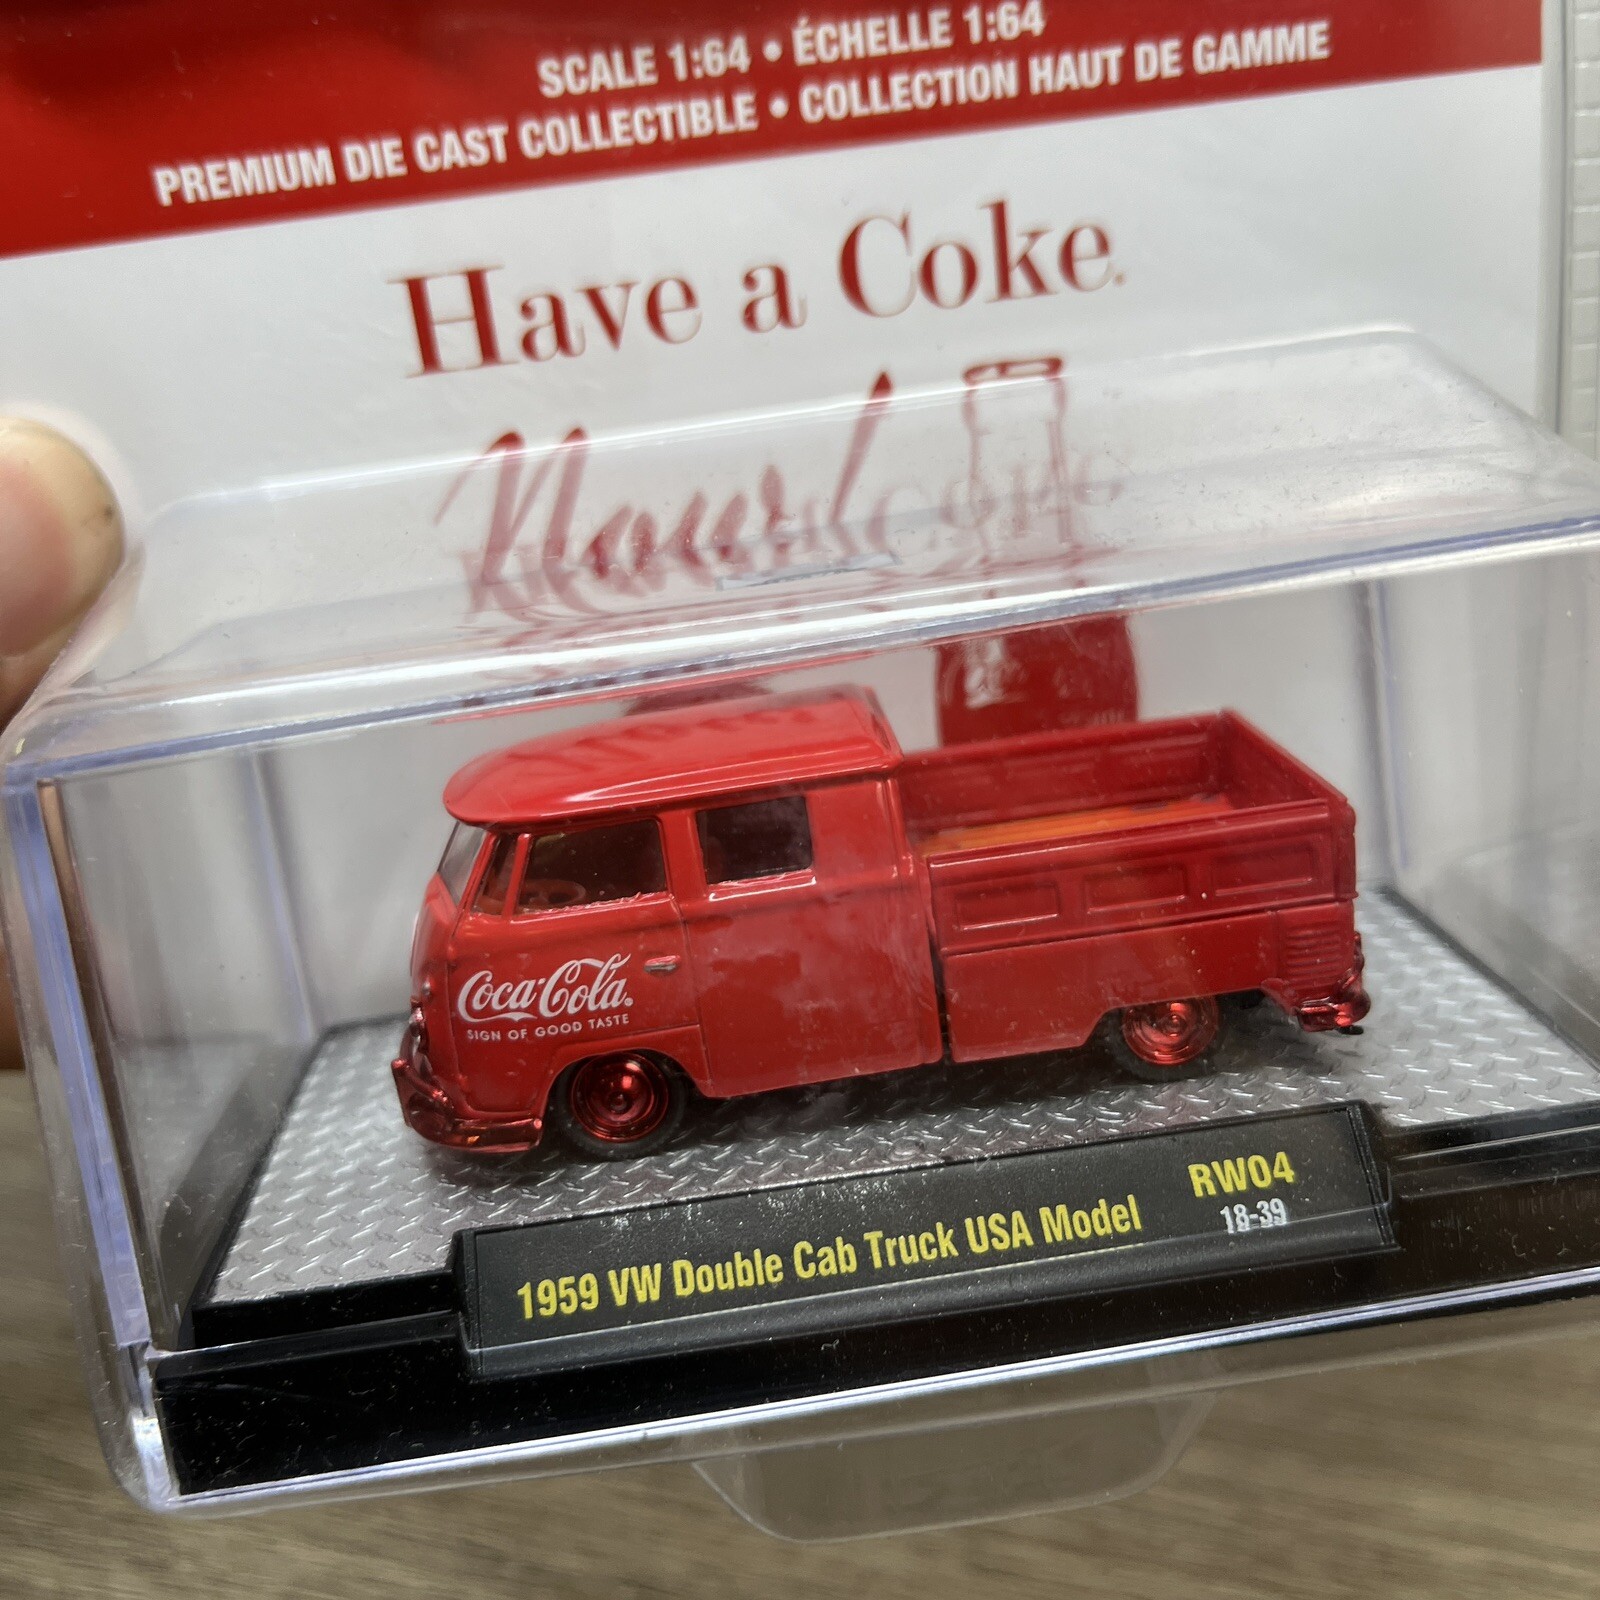 SCALE 1:64 • ÉCHELLE 1:64
PREMIUM DIE CAST COLLECTIBLE • COLLECTION HAUT DE GAMME
Have a Coke.
Coca-Cola
SIGN OF GOOD TASTE
1959 VW Double Cab Truck USA Model
RW04
18-39